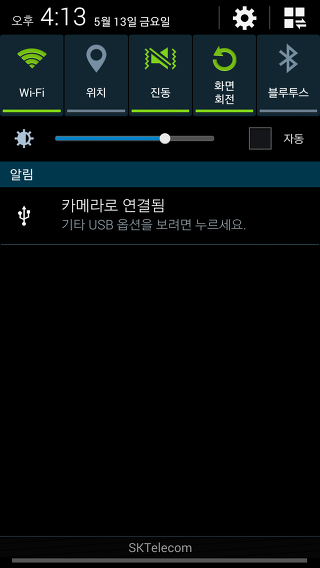 오후 4:13 5월 13일 금요일
Wi-Fi 위치 진동 화면 회전 블루투스
자동
알림
카메라로 연결됨
기타 USB 옵션을 보려면 누르세요.
SKTelecom